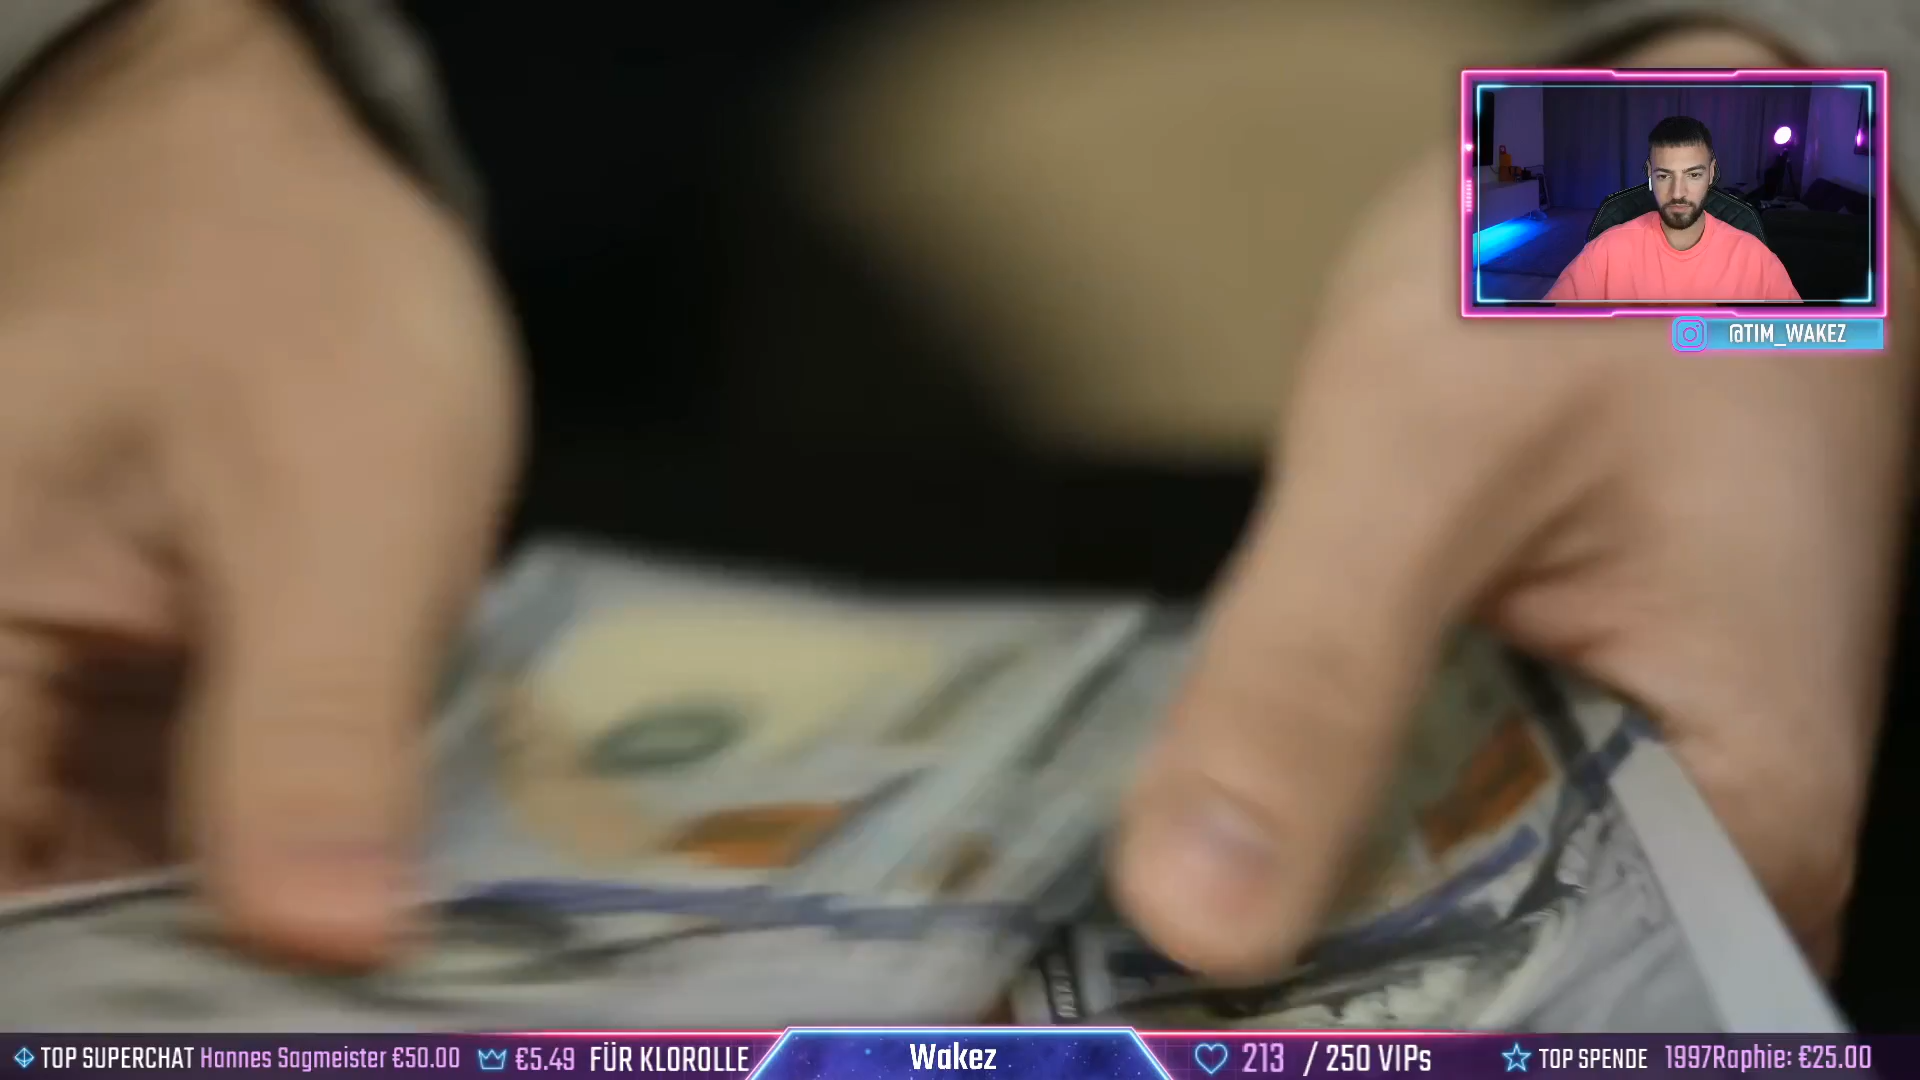 @TIM_WAKEZ
TOP SUPERCHAT Hannes Sagmeister €50.00 €5.49 FÜR KLOROLLE Wakez 213 / 250 VIPs TOP SPENDE 1997Raphie: €25.00